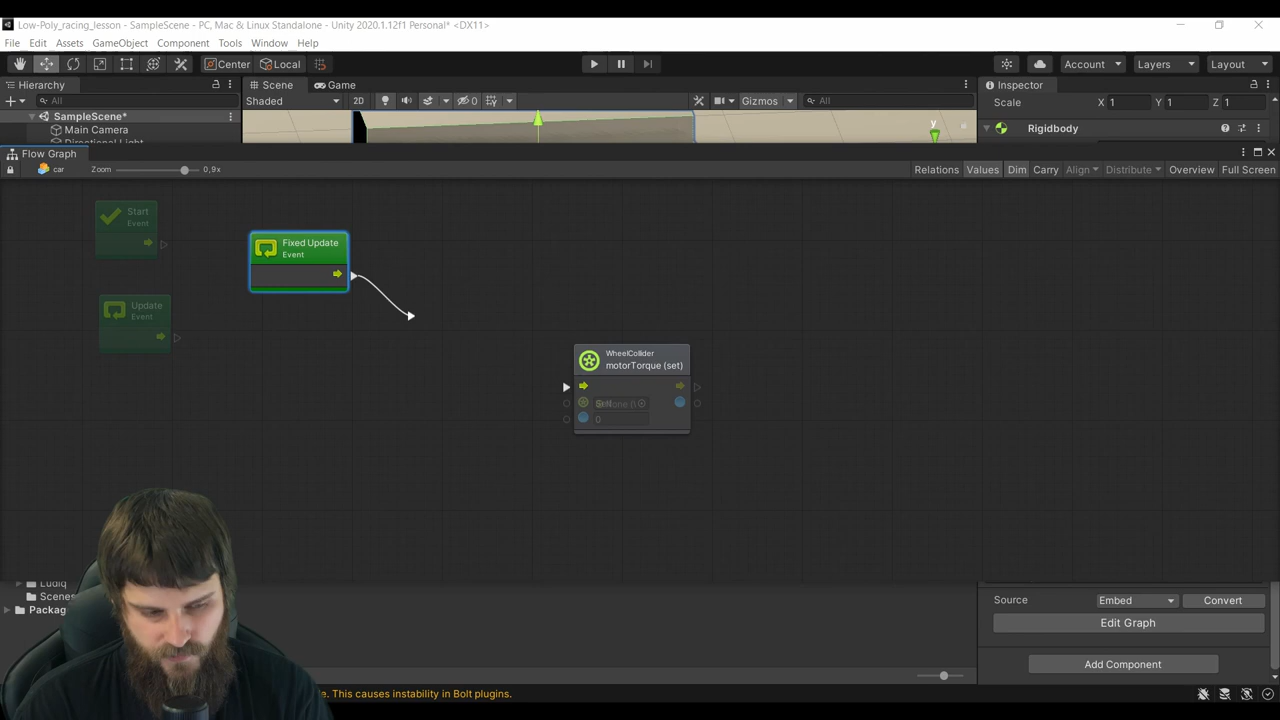 Low-Poly_racing_lesson - SampleScene - PC, Mac & Linux Standalone - Unity 2020.1.12f1 Personal* <DX11>
File Edit Assets GameObject Component Tools Window Help
Center Local Account Layers Layout
Hierarchy Scene Game Inspector
All Shaded 2D 0 Gizmos All Scale X 1 Y 1 Z 1
SampleScene*
Main Camera y Rigidbody
Flow Graph
car Zoom 0,9x Relations Values Dim Carry Align Distribute Overview Full Screen
Start
Event
Fixed Update
Event
Update
Event
WheelCollider
motorTorque (set)
0
Ludiq
Scenes
Packag
Source Embed Convert
Edit Graph
Add Component
This causes instability in Bolt plugins.